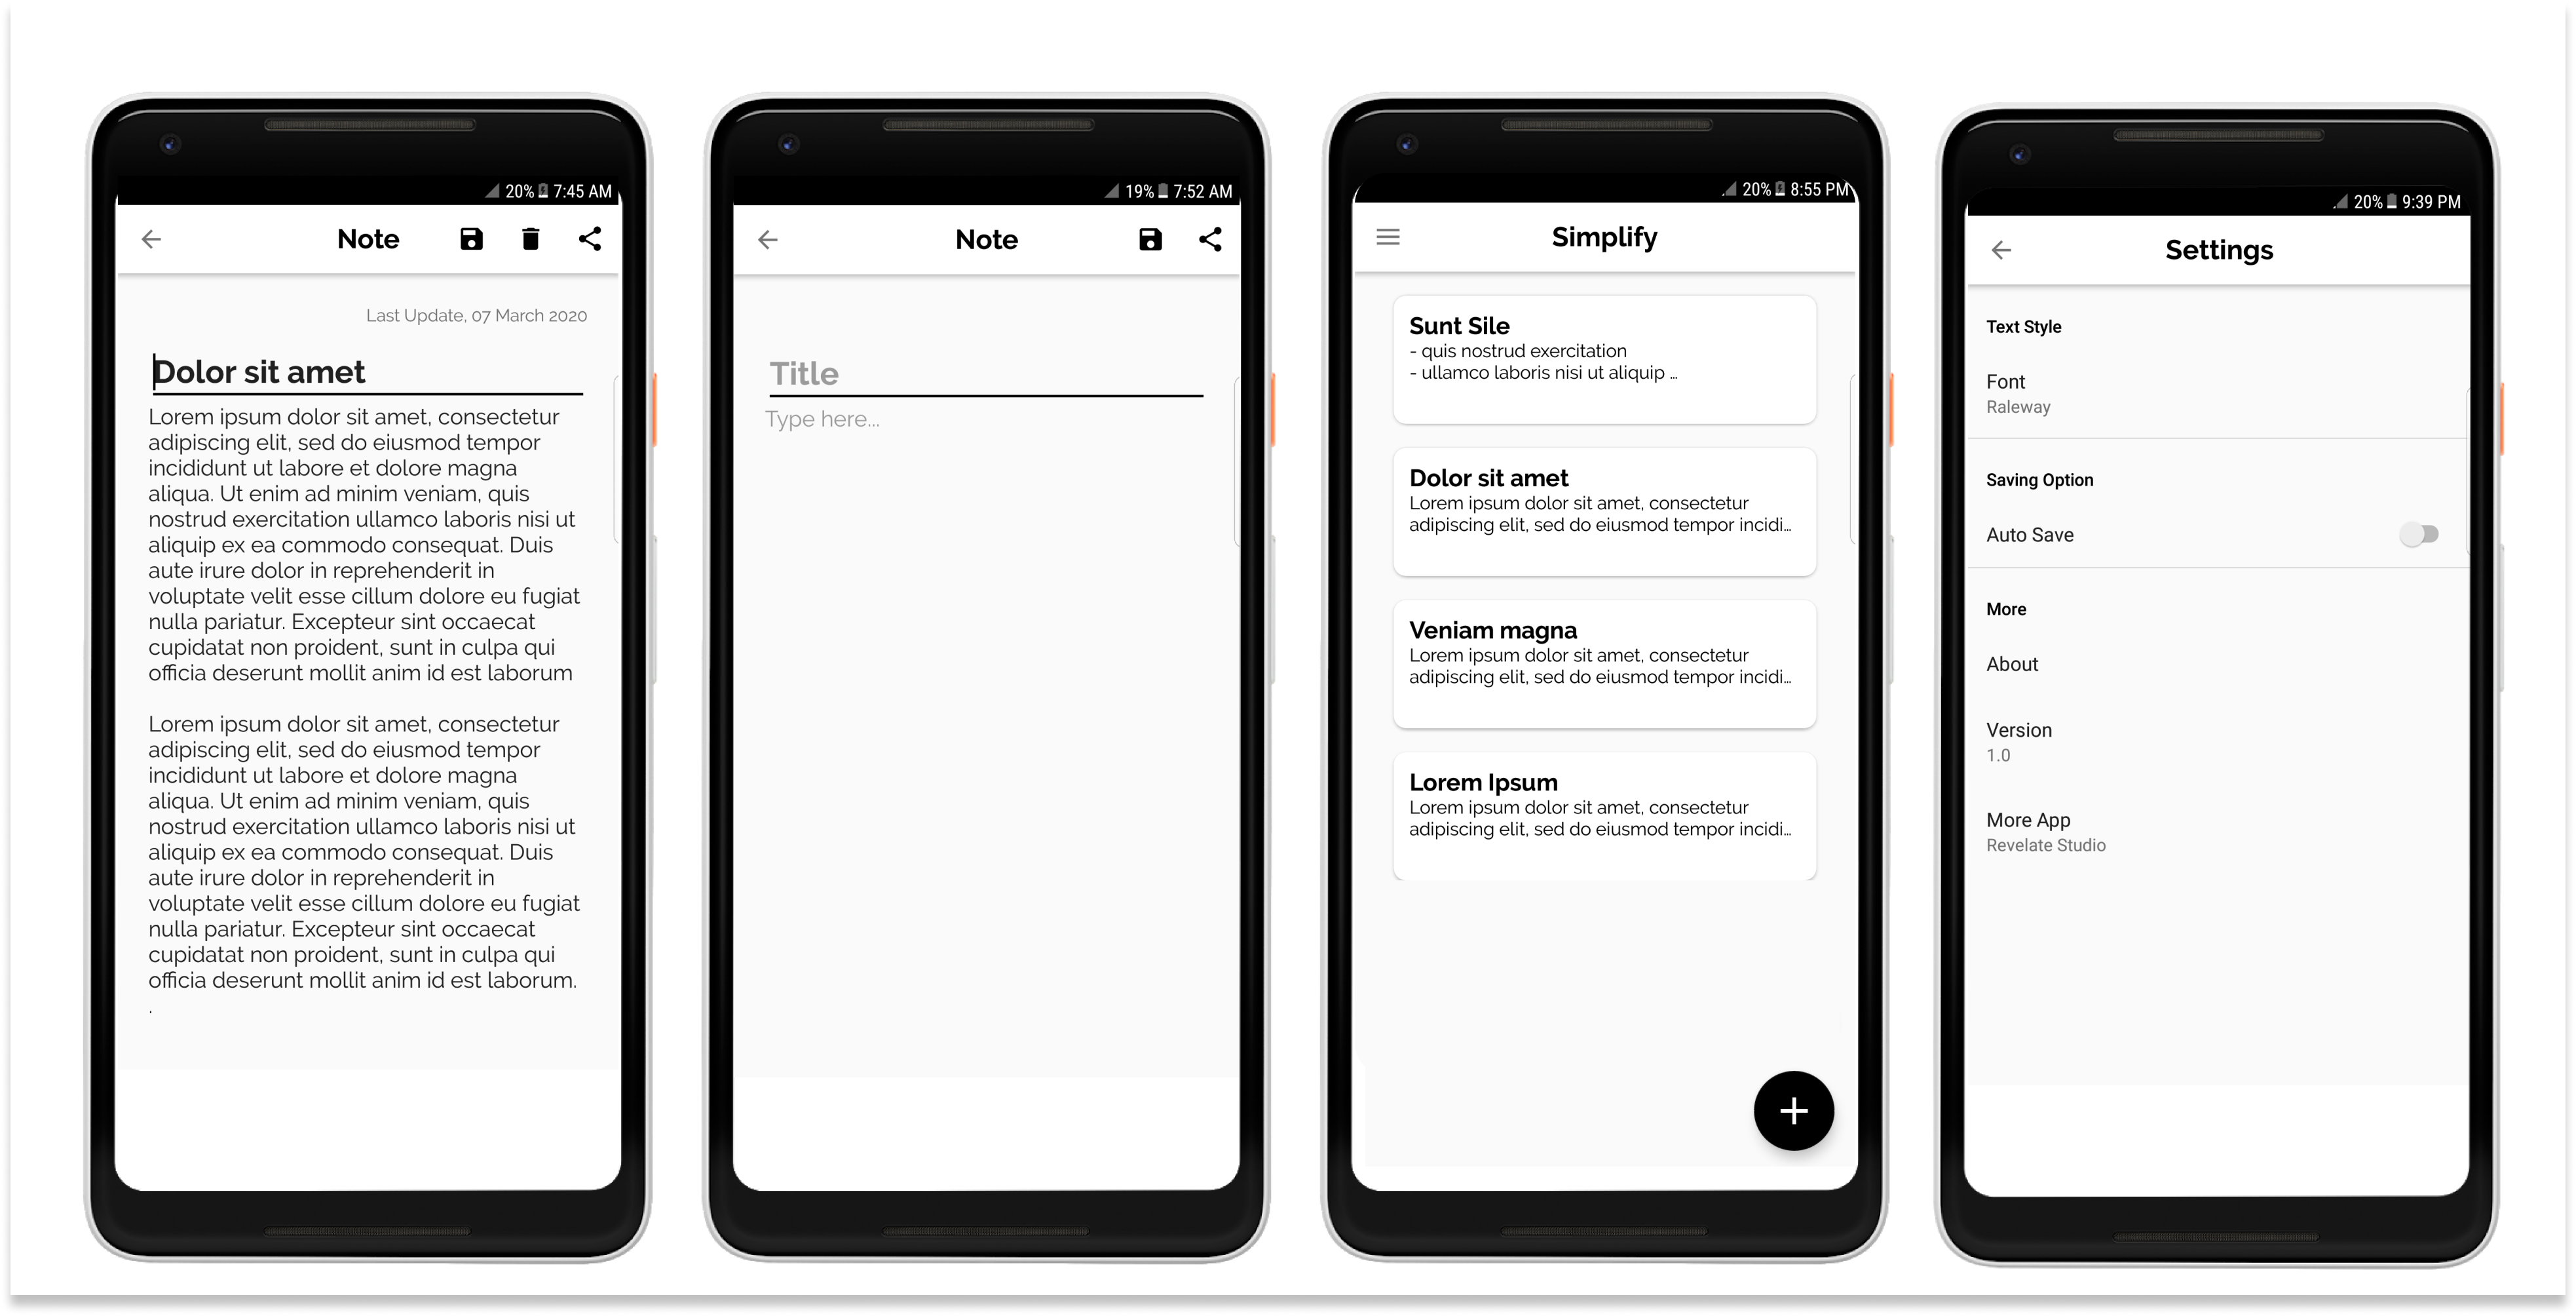 20% 7:45 AM
Note
Last Update, 07 March 2020
Dolor sit amet
Lorem ipsum dolor sit amet, consectetur
adipiscing elit, sed do eiusmod tempor
incididunt ut labore et dolore magna
aliqua. Ut enim ad minim veniam, quis
nostrud exercitation ullamco laboris nisi ut
aliquip ex ea commodo consequat. Duis
aute irure dolor in reprehenderit in
voluptate velit esse cillum dolore eu fugiat
nulla pariatur. Excepteur sint occaecat
cupidatat non proident, sunt in culpa qui
officia deserunt mollit anim id est laborum
Lorem ipsum dolor sit amet, consectetur
adipiscing elit, sed do eiusmod tempor
incididunt ut labore et dolore magna
aliqua. Ut enim ad minim veniam, quis
nostrud exercitation ullamco laboris nisi ut
aliquip ex ea commodo consequat. Duis
aute irure dolor in reprehenderit in
voluptate velit esse cillum dolore eu fugiat
nulla pariatur. Excepteur sint occaecat
cupidatat non proident, sunt in culpa qui
officia deserunt mollit anim id est laborum.
.
19% 7:52 AM
Note
Title
Type here...
20% 8:55 PM
Simplify
Sunt Sile
- quis nostrud exercitation
- ullamco laboris nisi ut aliquip ...
Dolor sit amet
Lorem ipsum dolor sit amet, consectetur
adipiscing elit, sed do eiusmod tempor incidi...
Veniam magna
Lorem ipsum dolor sit amet, consectetur
adipiscing elit, sed do eiusmod tempor incidi...
Lorem Ipsum
Lorem ipsum dolor sit amet, consectetur
adipiscing elit, sed do eiusmod tempor incidi...
+
20% 9:39 PM
Settings
Text Style
Font
Raleway
Saving Option
Auto Save
More
About
Version
1.0
More App
Revelate Studio